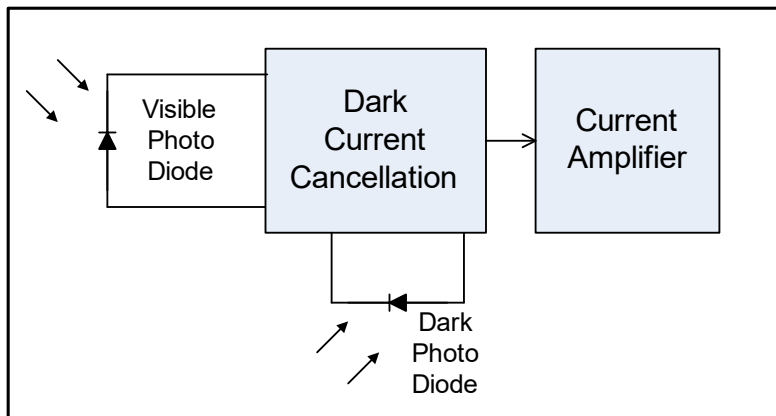 Visible
Photo
Diode
Dark
Current
Cancellation
Current
Amplifier
Dark
Photo
Diode